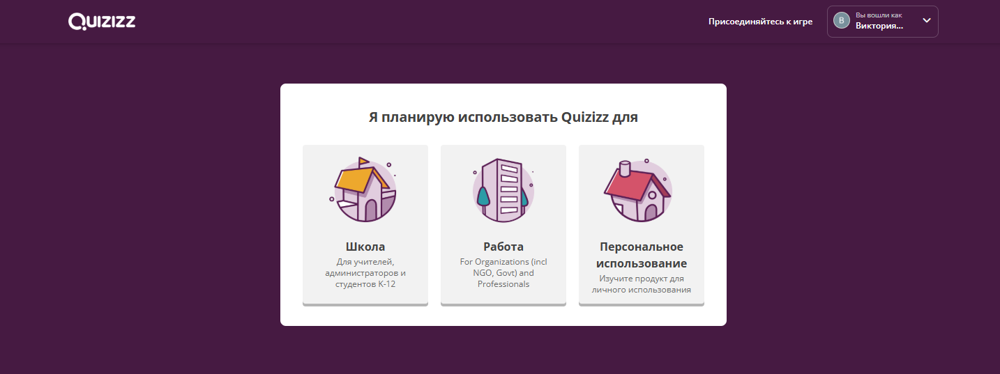 QUIZIZZ
Присоединяйтесь к игре
B
Вы вошли как
Виктория...
Я планирую использовать Quizizz для
Школа
Для учителей,
администраторов и
студентов K-12
Работа
For Organizations (incl
NGO, Govt) and
Professionals
Персональное
использование
Изучите продукт для
личного использования